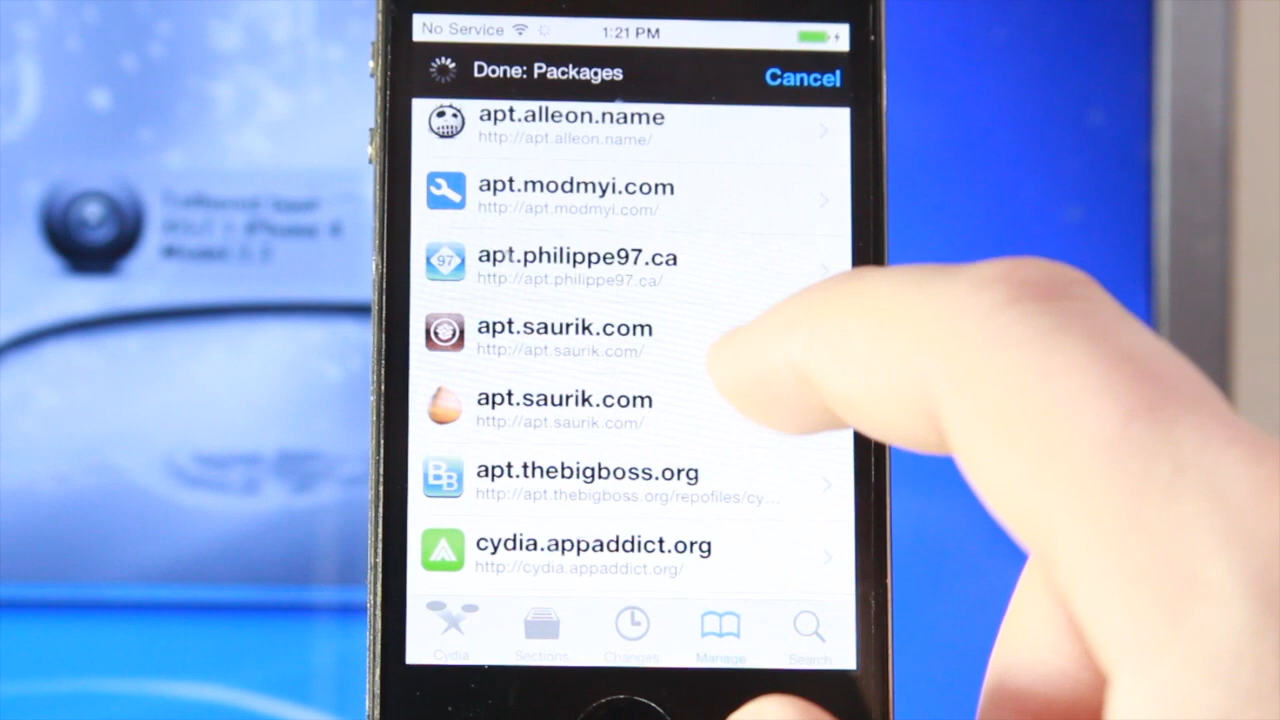 No Service 1:21 PM
Done: Packages Cancel
apt.alleon.name
http://apt.alleon.name/
apt.modmyi.com
http://apt.modmyi.com/
97
apt.philippe97.ca
http://apt.philippe97.ca/
apt.saurik.com
http://apt.saurik.com/
apt.saurik.com
http://apt.saurik.com/
BB
apt.thebigboss.org
http://apt.thebigboss.org/repofiles/cy...
cydia.appaddict.org
http://cydia.appaddict.org/
Cydia Sections Changes Manage Search